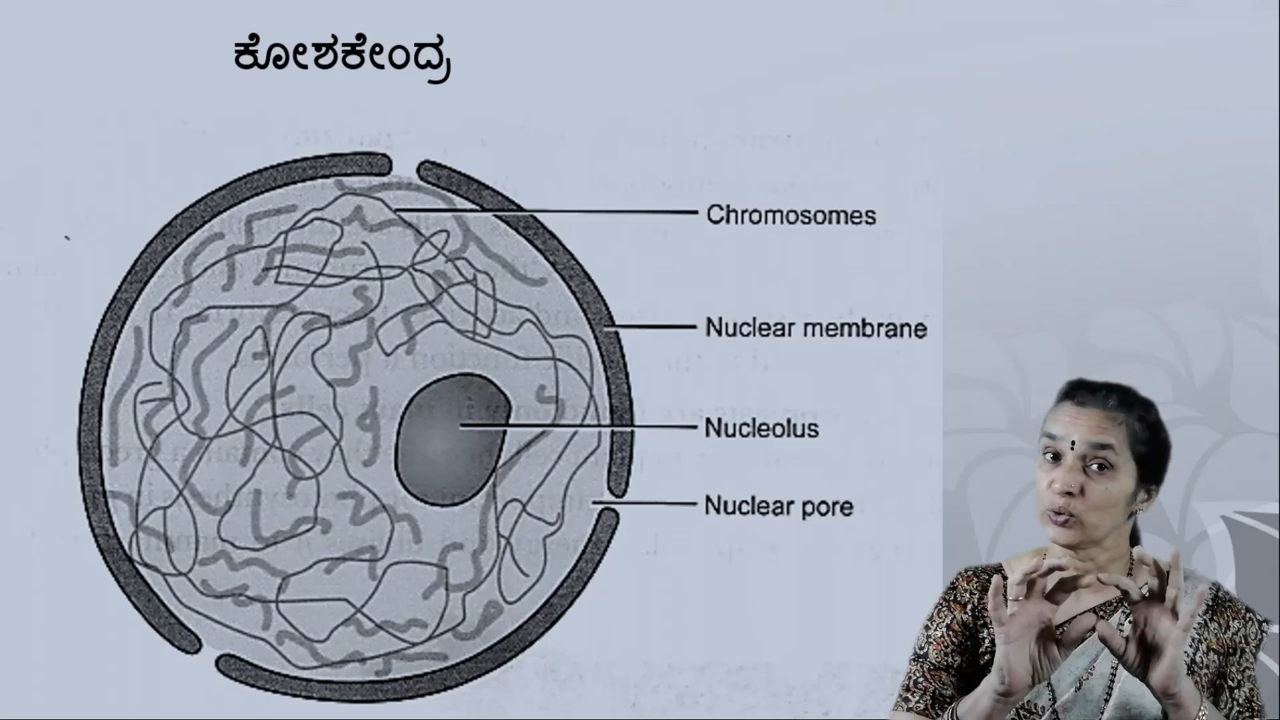 ಕೋಶಕೇಂದ್ರ
Chromosomes
Nuclear membrane
Nucleolus
Nuclear pore